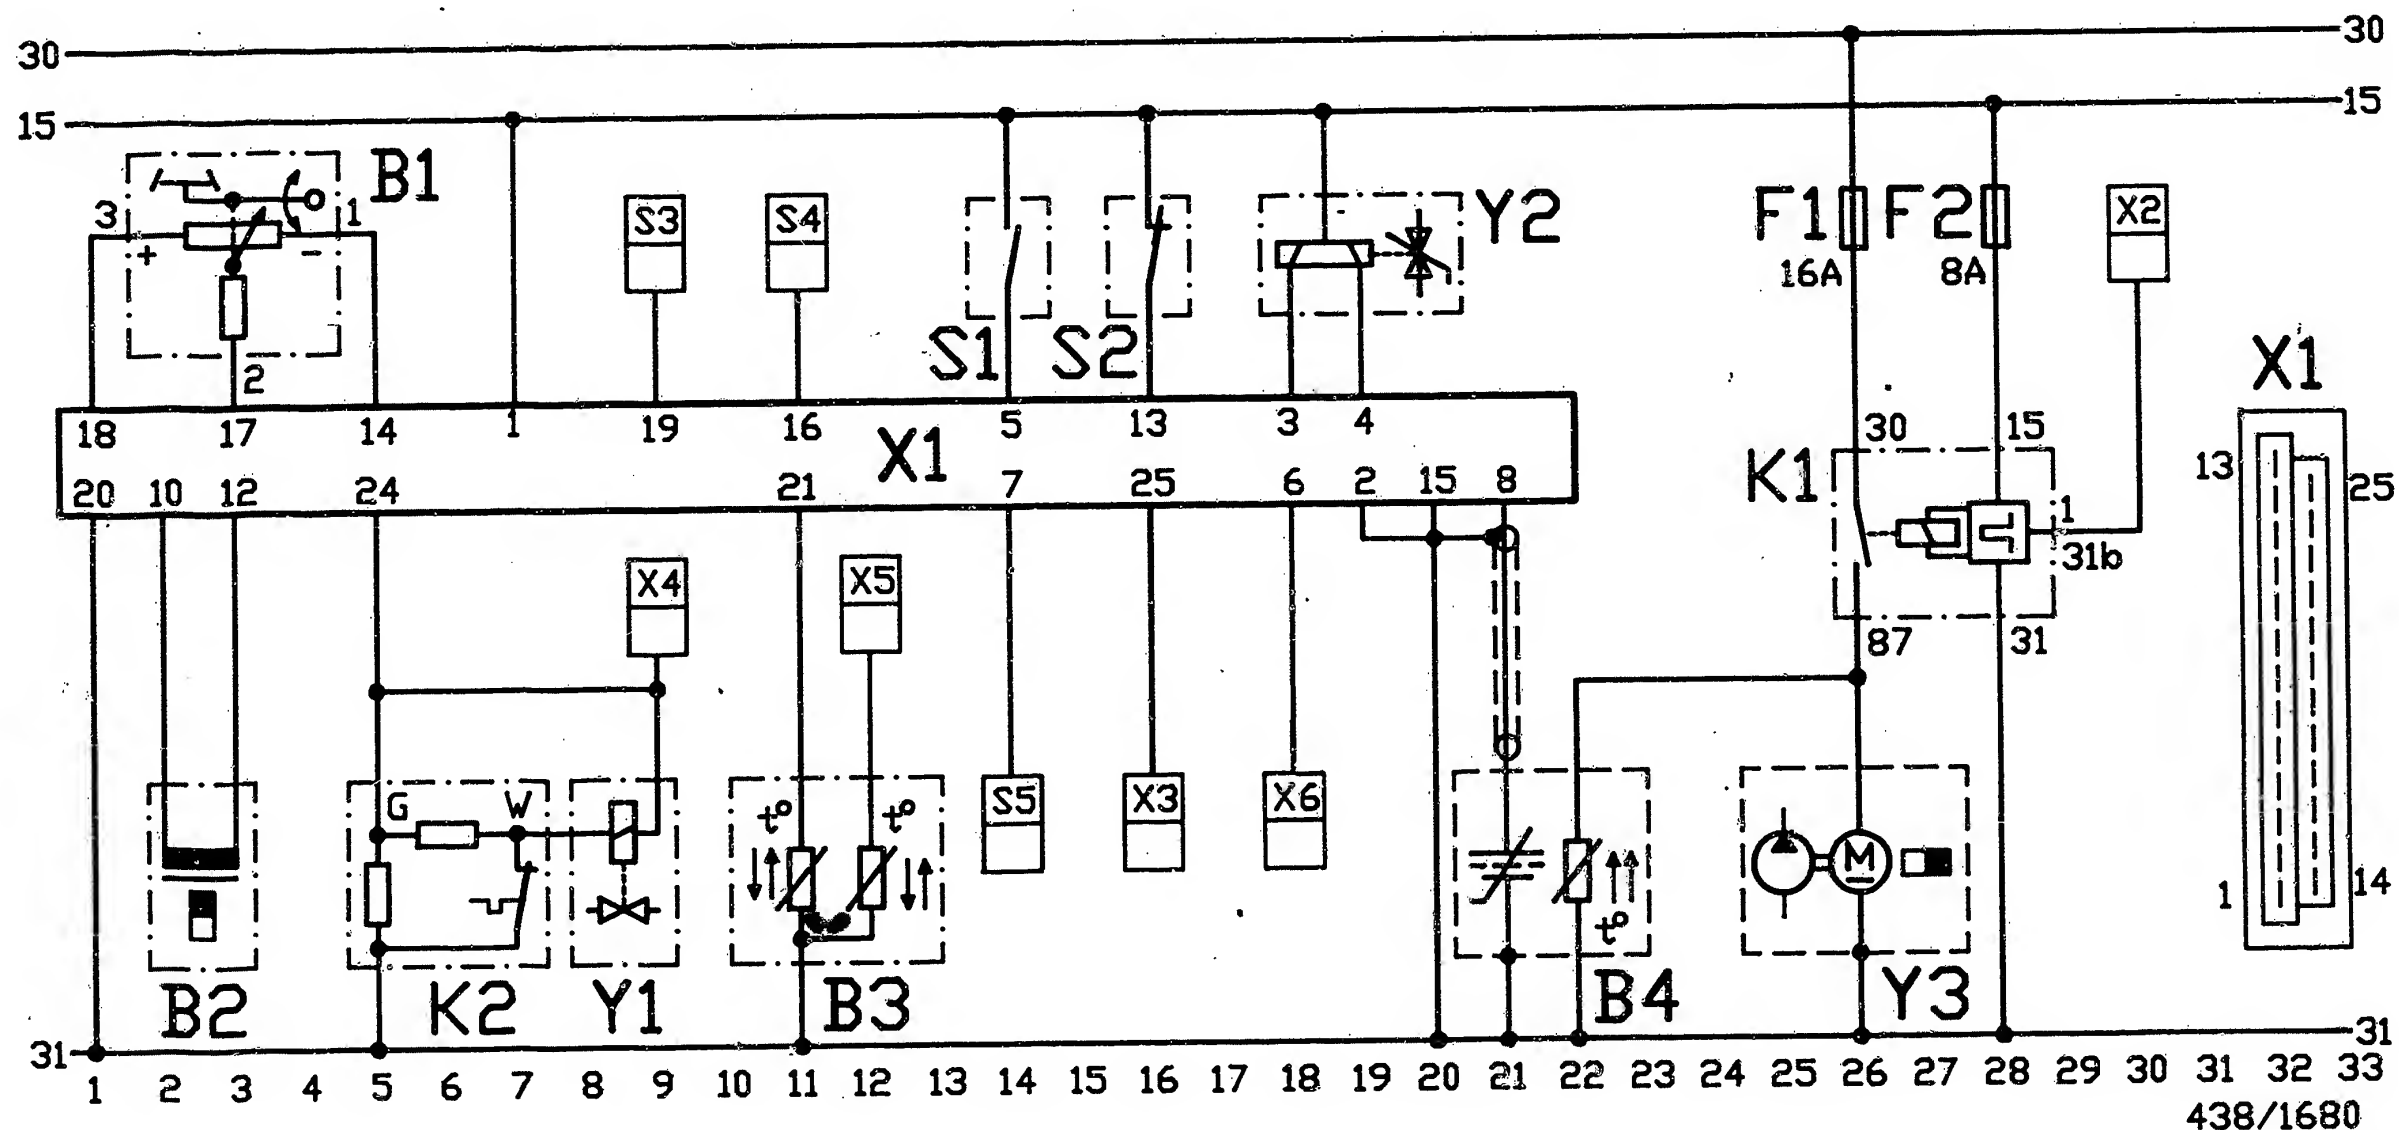 30 30
15 15
B1
3 1
+ -
2
S3 S4
S1 S2
Y2
F1 F2
16A 8A
X2
X1
18 17 14 1 19 16 5 13 3 4
X1
20 10 12 24 21 7 25 6 2 15 8
30 15
K1
1
31b
87 31
13 25
1 14
X4 X5
G W
t° t°
S5 X3 X6
M
t°
B2 K2 Y1 B3 B4 Y3
31 31
1 2 3 4 5 6 7 8 9 10 11 12 13 14 15 16 17 18 19 20 21 22 23 24 25 26 27 28 29 30 31 32 33
438/1680